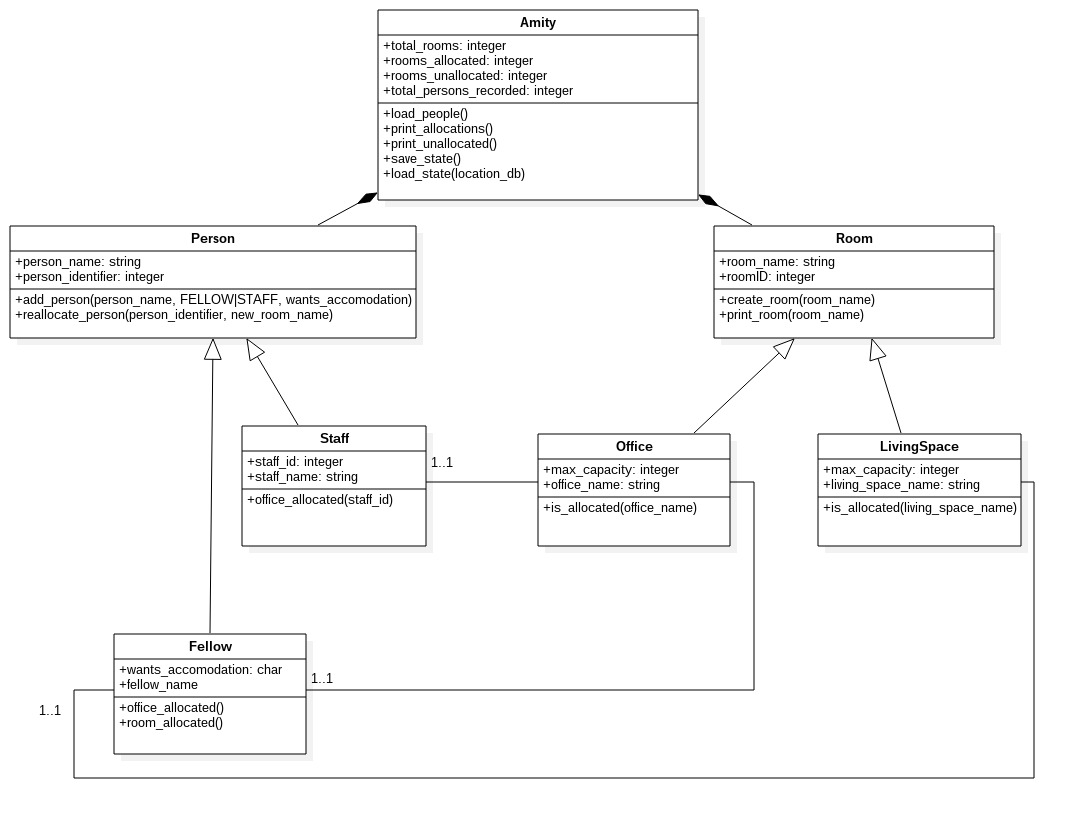 Amity
+total_rooms: integer
+rooms_allocated: integer
+rooms_unallocated: integer
+total_persons_recorded: integer
+load_people()
+print_allocations()
+print_unallocated()
+save_state()
+load_state(location_db)
Person
+person_name: string
+person_identifier: integer
+add_person(person_name, FELLOW|STAFF, wants_accomodation)
+reallocate_person(person_identifier, new_room_name)
Room
+room_name: string
+roomID: integer
+create_room(room_name)
+print_room(room_name)
Staff
+staff_id: integer
+staff_name: string
+office_allocated(staff_id)
1..1
Office
+max_capacity: integer
+office_name: string
+is_allocated(office_name)
LivingSpace
+max_capacity: integer
+living_space_name: string
+is_allocated(living_space_name)
Fellow
+wants_accomodation: char
+fellow_name
+office_allocated()
+room_allocated()
1..1
1..1